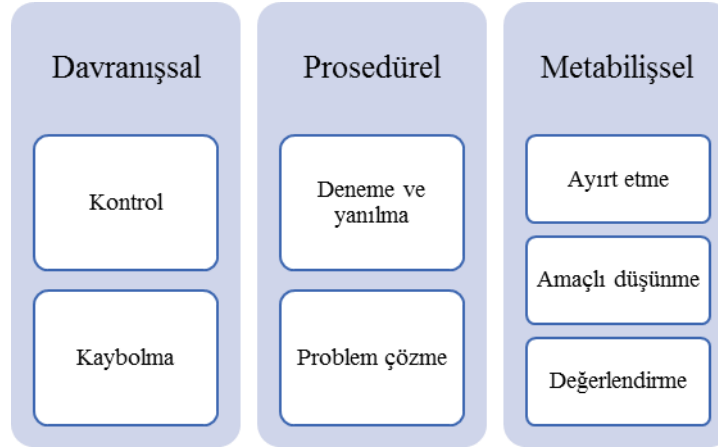 Davranışsal
Kontrol
Kaybolma
Prosedürel
Deneme ve
yanılma
Problem çözme
Metabilişsel
Ayırt etme
Amaçlı düşünme
Değerlendirme